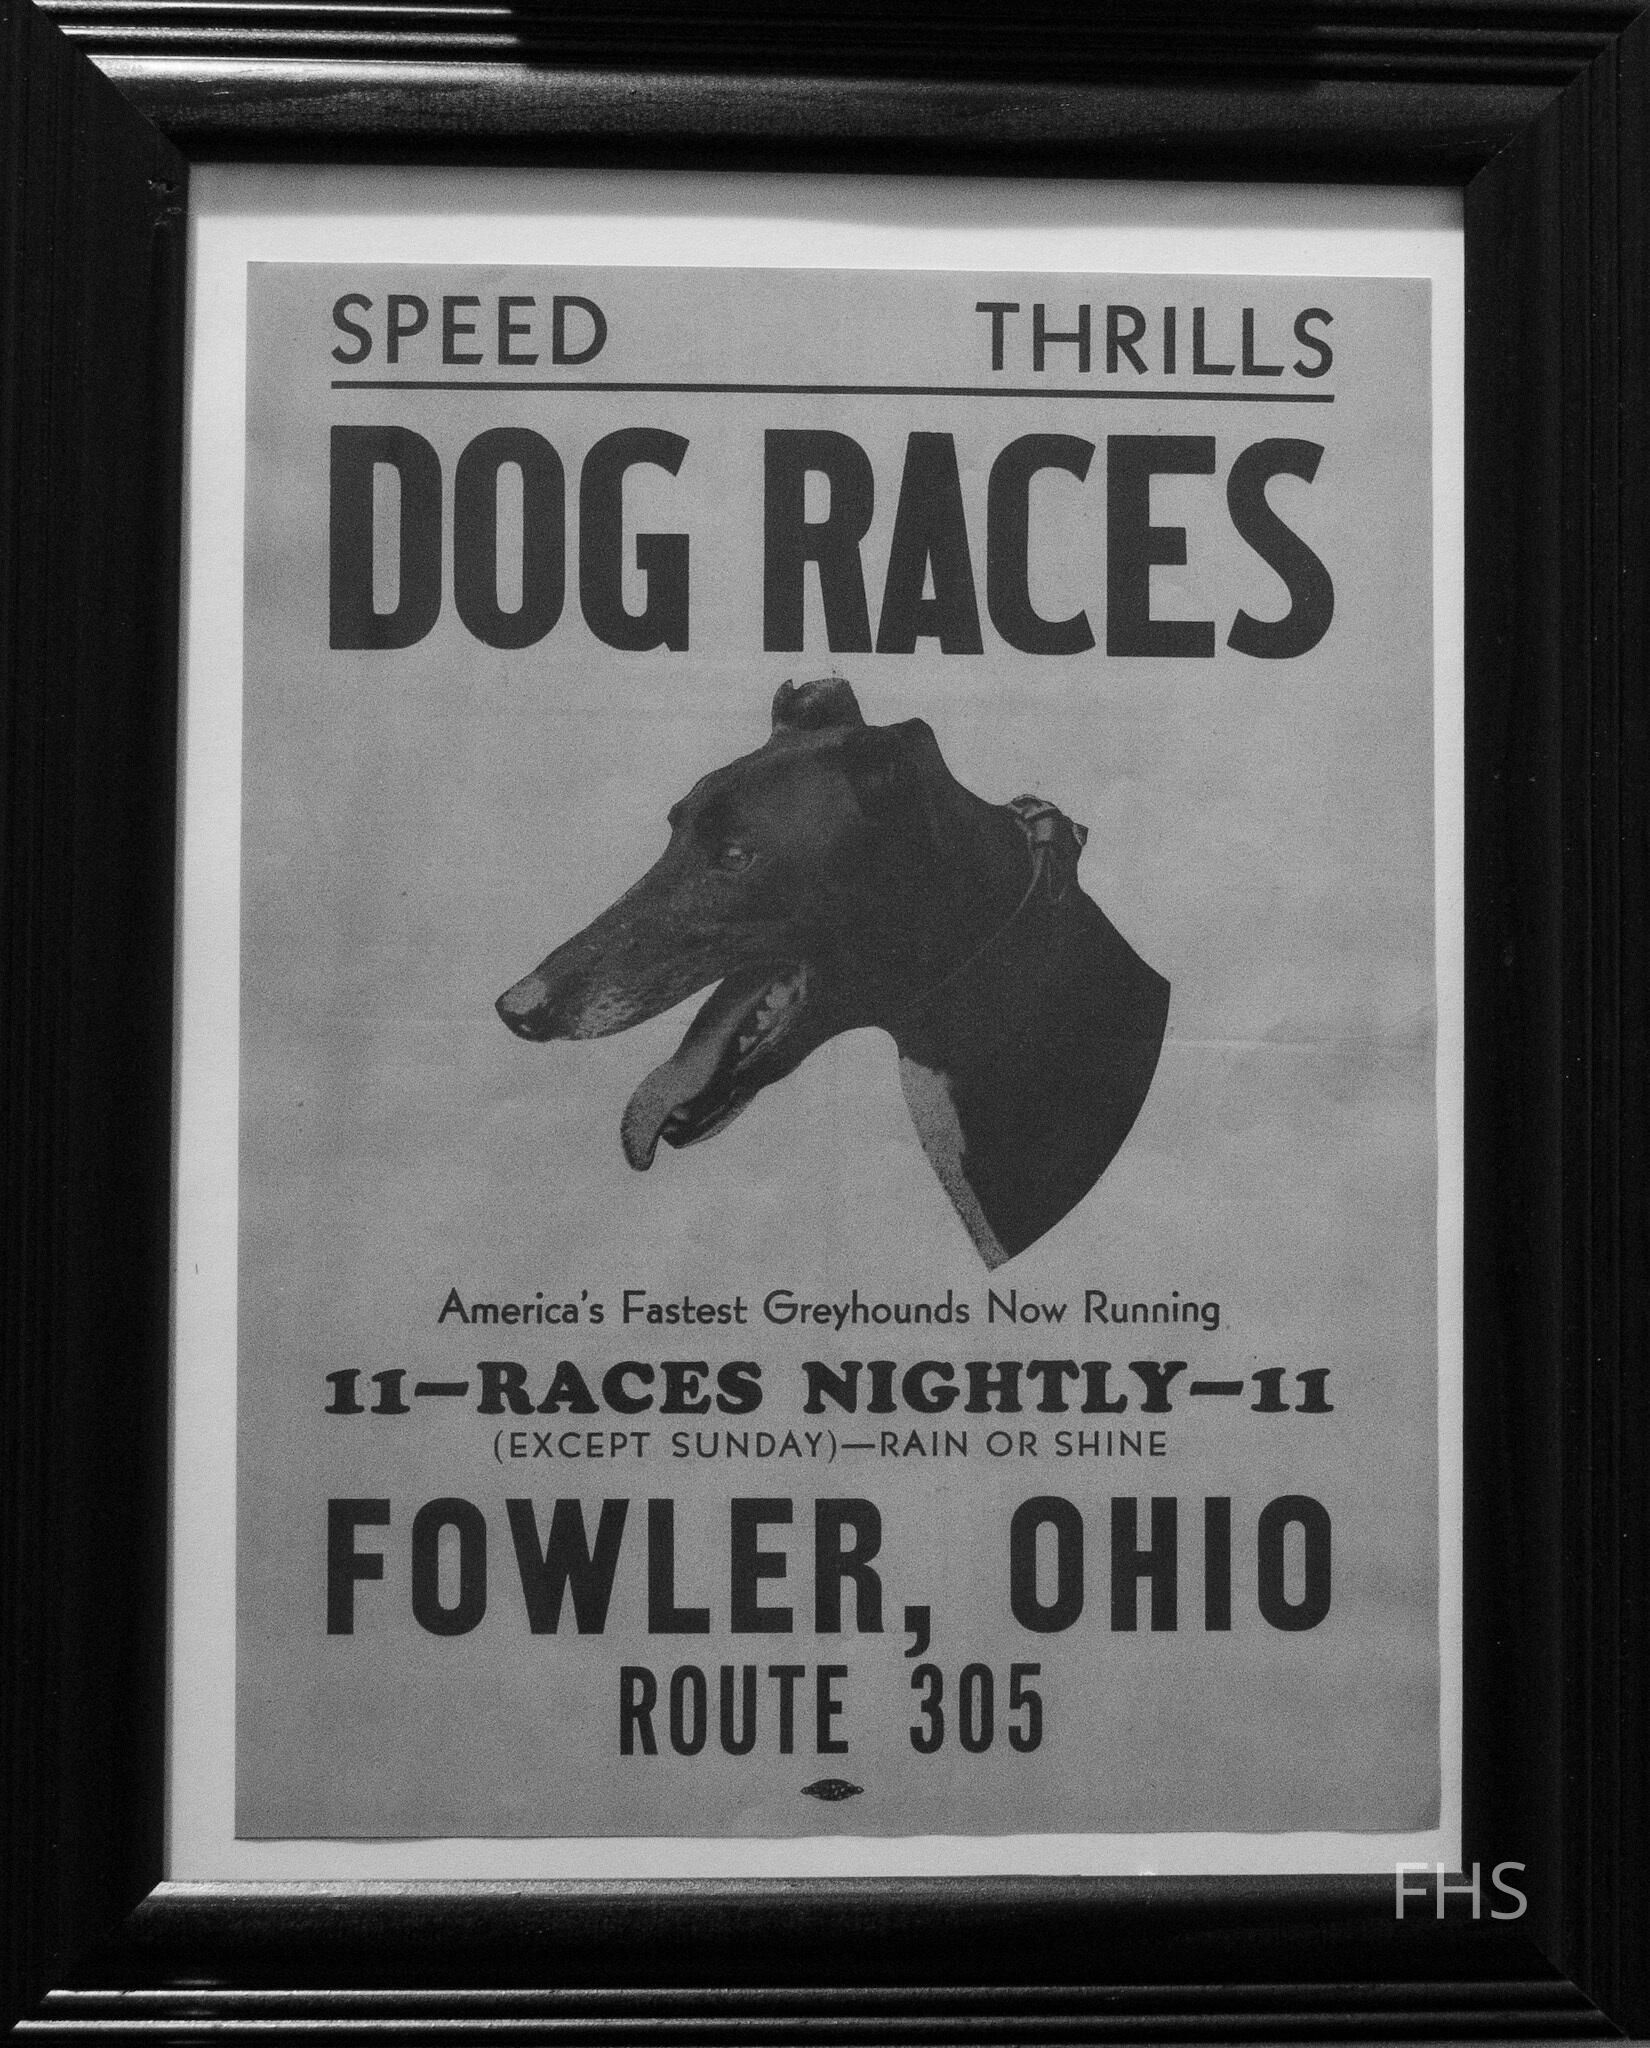 SPEED THRILLS
DOG RACES
America's Fastest Greyhounds Now Running
11—RACES NIGHTLY—11
(EXCEPT SUNDAY)—RAIN OR SHINE
FOWLER, OHIO
ROUTE 305
FHS